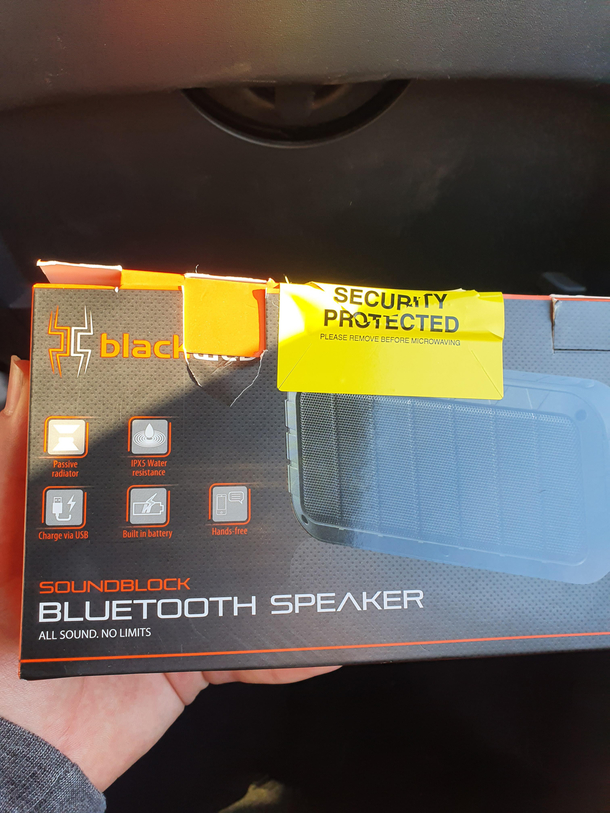 SECURITY
PROTECTED
PLEASE REMOVE BEFORE MICROWAVING
Passive
radiator
IPX5 Water
resistance
Charge via USB
Built in battery
Hands-free
SOUNDBLOCK
BLUETOOTH SPEAKER
ALL SOUND. NO LIMITS